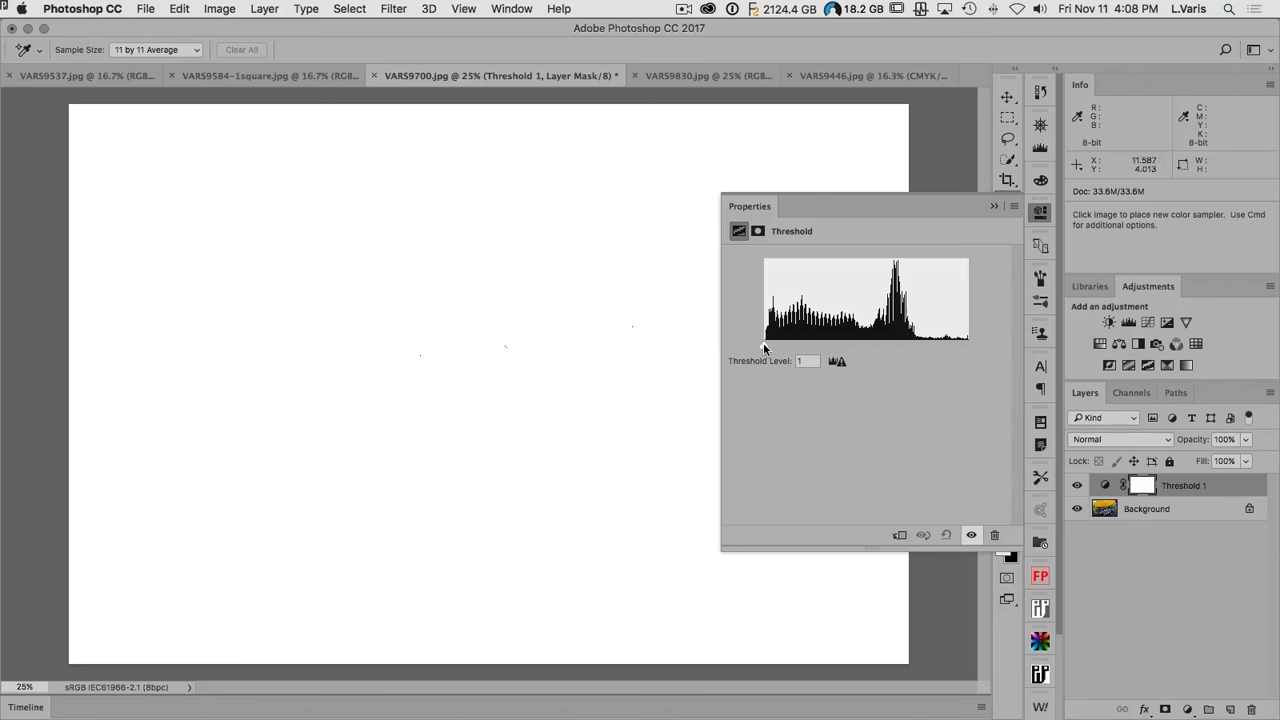 Photoshop CC File Edit Image Layer Type Select Filter 3D View Window Help 2124.4 G 18.2 G Fri Nov 11 4:08 PM L.Varis
Adobe Photoshop CC 2017
Sample Size: 11 by 11 Average Clear All
VARS9537.jpg @ 16.7% (RGB... VARS9584-1square.jpg @ 16.7% (RGB... VARS9700.jpg @ 25% (Threshold 1, Layer Mask/8) * VARS9830.jpg @ 25% (RGB... VARS9446.jpg @ 16.3% (CMYK/...
Info
R: C:
G: M:
B: Y:
K:
8-bit 8-bit
X: 11.587 W:
Y: 4.013 H:
Doc: 33.6M/33.6M
Click image to place new color sampler. Use Cmd
for additional options.
Properties
Threshold
Threshold Level: 1
Libraries Adjustments
Add an adjustment
Layers Channels Paths
Kind
Normal Opacity: 100%
Lock: Fill: 100%
Threshold 1
Background
FP
W!
25% sRGB IEC61966-2.1 (8bpc)
Timeline